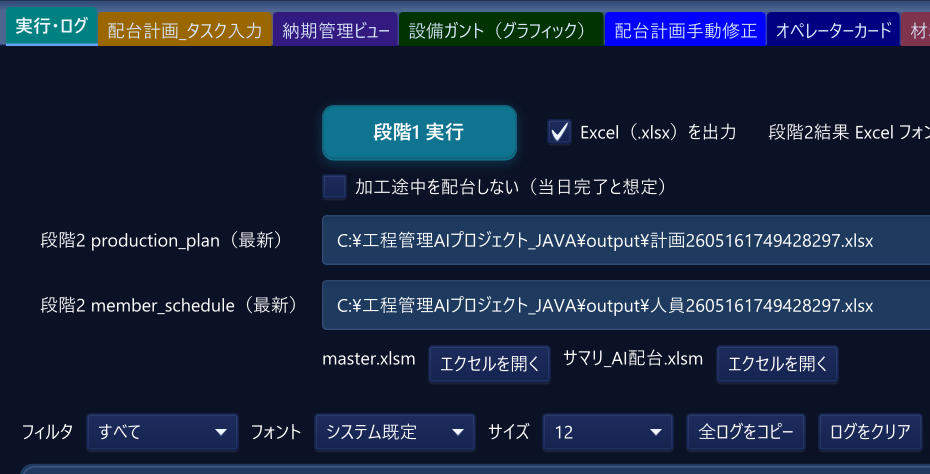 実行・ログ 配台計画_タスク入力 納期管理ビュー 設備ガント（グラフィック） 配台計画手動修正 オペレーターカード 材
段階1 実行 Excel（.xlsx）を出力 段階2結果 Excel フォン
加工途中を配台しない（当日完了と想定）
段階2 production_plan（最新） C:¥工程管理AIプロジェクト_JAVA¥output¥計画2605161749428297.xlsx
段階2 member_schedule（最新） C:¥工程管理AIプロジェクト_JAVA¥output¥人員2605161749428297.xlsx
master.xlsm エクセルを開く サマリ_AI配台.xlsm エクセルを開く
フィルタ すべて フォント システム既定 サイズ 12 全ログをコピー ログをクリア